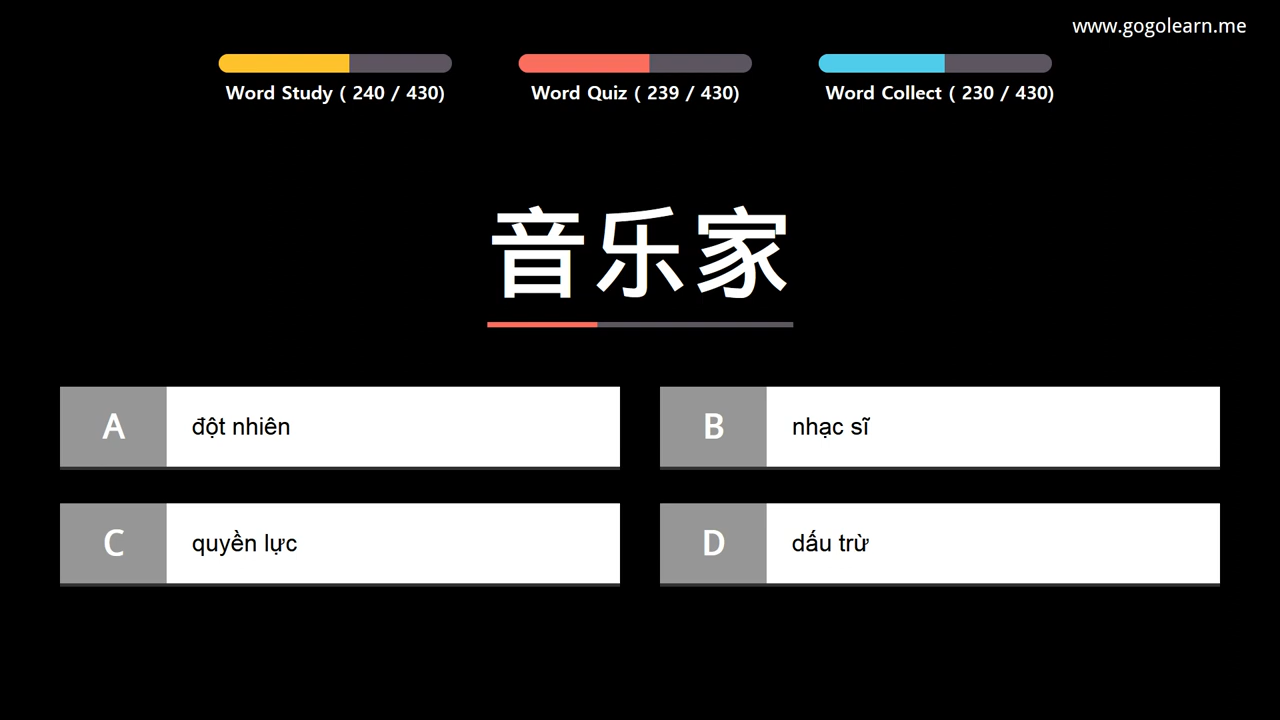 www.gogolearn.me
Word Study ( 240 / 430)
Word Quiz ( 239 / 430)
Word Collect ( 230 / 430)
音乐家
A
đột nhiên
B
nhạc sĩ
C
quyền lực
D
dấu trừ